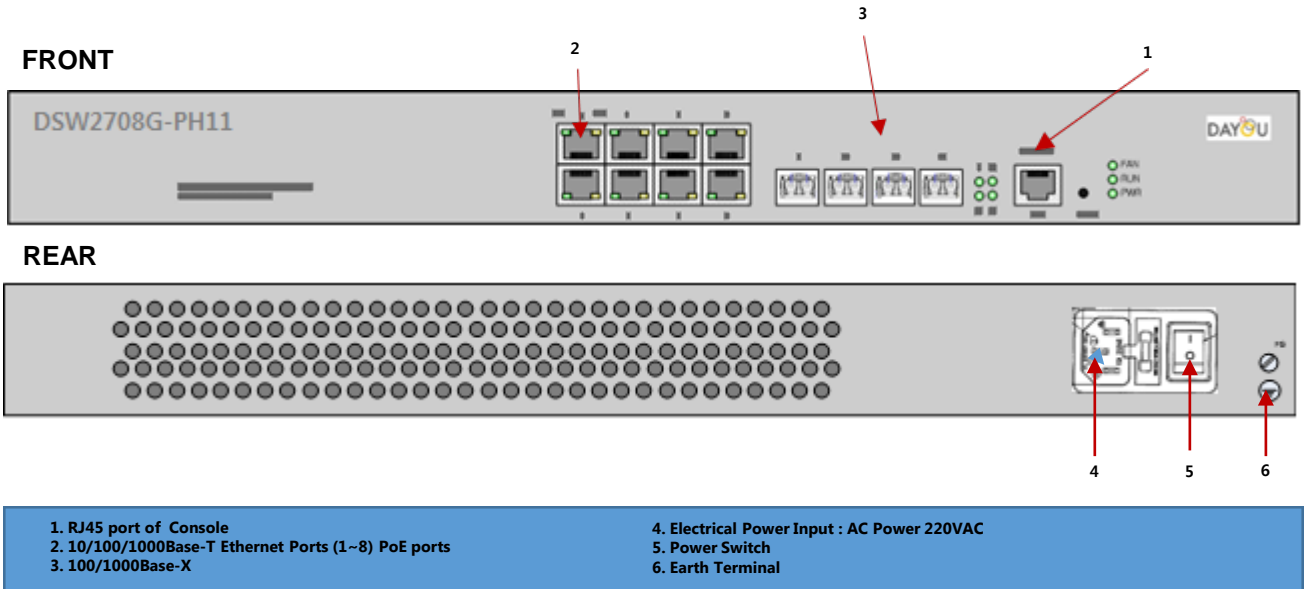 3
2
1
FRONT
DSW2708G-PH11
DAYOU
FAN
RUN
PWR
REAR
4
5
6
1. RJ45 port of Console
2. 10/100/1000Base-T Ethernet Ports (1~8) PoE ports
3. 100/1000Base-X
4. Electrical Power Input : AC Power 220VAC
5. Power Switch
6. Earth Terminal